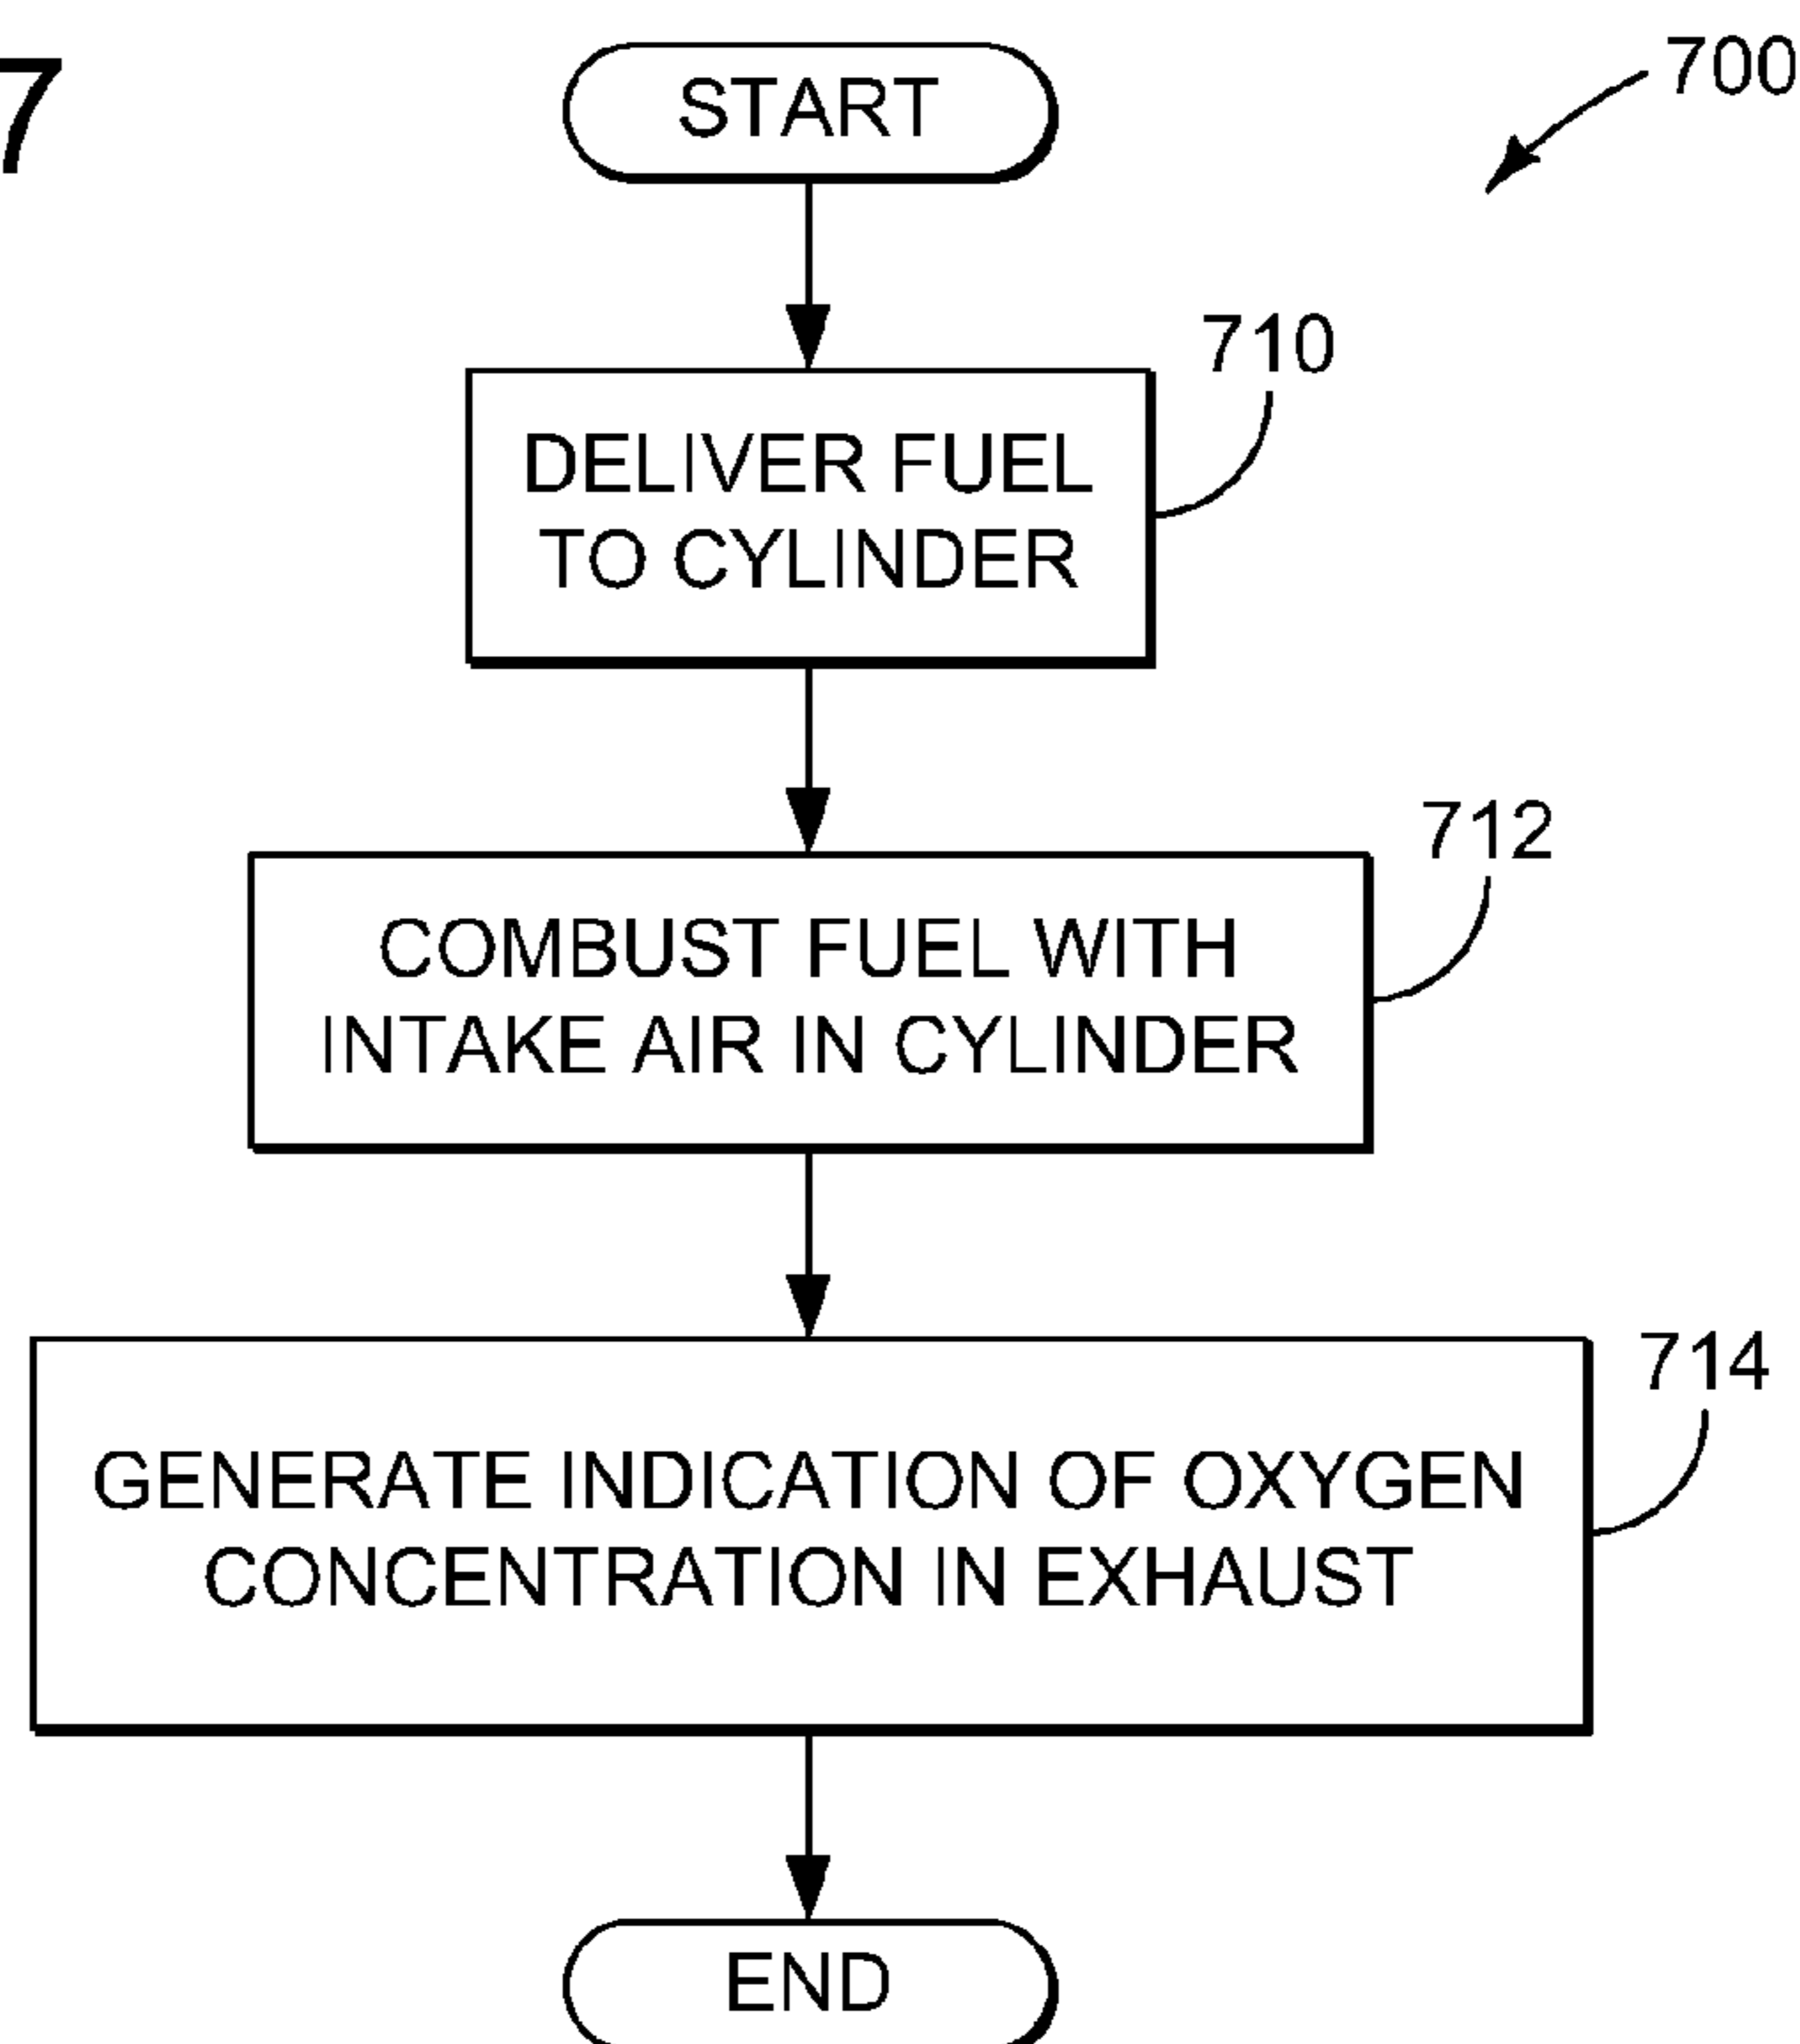 7
START
700
710
DELIVER FUEL
TO CYLINDER
712
COMBUST FUEL WITH
INTAKE AIR IN CYLINDER
714
GENERATE INDICATION OF OXYGEN
CONCENTRATION IN EXHAUST
END